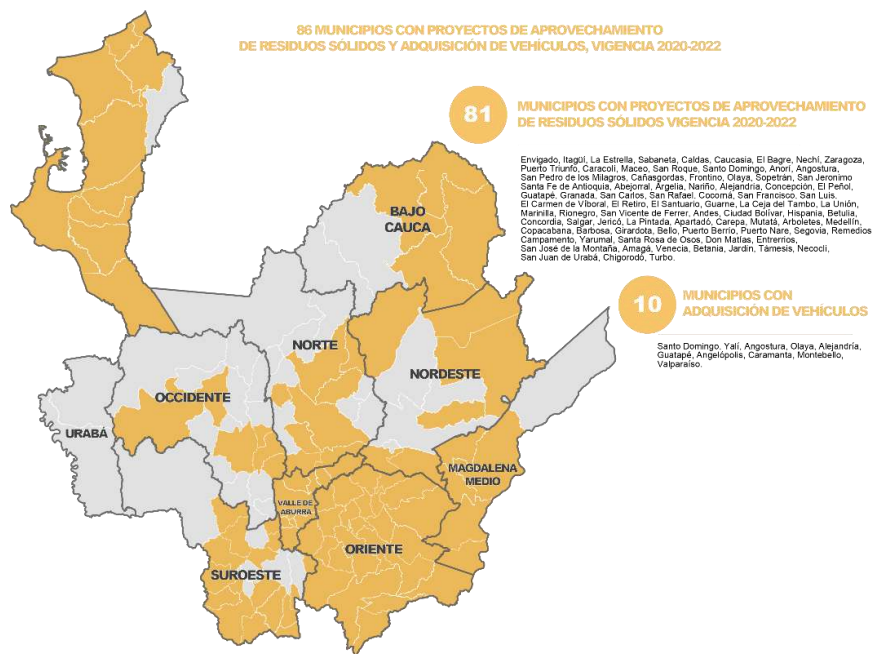 86 MUNICIPIOS CON PROYECTOS DE APROVECHAMIENTO
DE RESIDUOS SÓLIDOS Y ADQUISICIÓN DE VEHÍCULOS, VIGENCIA 2020-2022
81
MUNICIPIOS CON PROYECTOS DE APROVECHAMIENTO
DE RESIDUOS SÓLIDOS VIGENCIA 2020-2022
Envigado, Itagüí, La Estrella, Sabaneta, Caldas, Caucasia, El Bagre, Nechí, Zaragoza,
Puerto Triunfo, Caracolí, Maceo, San Roque, Santo Domingo, Anorí, Angostura,
San Pedro de los Milagros, Cañasgordas, Frontino, Olaya, Sopetrán, San Jeronimo
Santa Fe de Antioquia, Abejorral, Argelia, Nariño, Alejandria, Concepción, El Peñol,
Guatapé, Granada, San Carlos, San Rafael, Cocorná, San Francisco, San Luis.
El Carmen de Víboral, El Retiro, El Santuario, Guarne, La Ceja del Tambo, La Unión,
Marinilla, Rionegro, San Vicente de Ferrer, Andes, Ciudad Bolívar, Hispania, Betulia,
Concordia, Salgar, Jericó, La Pintada, Apartadó, Carepa, Mutatá, Arboletes, Medellín,
Copacabana, Barbosa, Girardota, Bello, Puerto Berrío, Puerto Nare, Segovia, Remedios
Campamento, Yarumal, Santa Rosa de Osos, Don Matías, Entrerríos,
San José de la Montaña, Amagá, Venecia, Betania, Jardín, Támesis, Necoclí,
San Juan de Urabá, Chigorodó, Turbo.
10
MUNICIPIOS CON
ADQUISICIÓN DE VEHÍCULOS
Santo Domingo, Yalí, Angostura, Olaya, Alejandría,
Guatapé, Angelópolis, Caramanta, Montebello,
Valparaíso.
BAJO
CAUCA
NORTE
NORDESTE
OCCIDENTE
URABÁ
MAGDALENA
MEDIO
VALLE DE
ABURRÁ
ORIENTE
SUROESTE